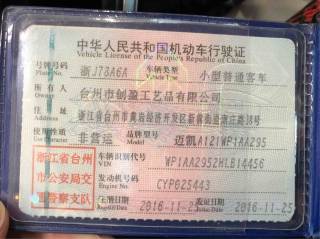 中华人民共和国机动车行驶证
Vehicle License of the People's Republic of China
号牌号码 浙J78A6A 车辆类型 小型普通客车
Plate No. Vehicle Type
所有人 台州市创盈工艺品有限公司
Owner
住址 浙江省台州市黄岩经济开发区新前街道南庄路18号
Address
使用性质 非营运 品牌型号 迈凯A121WP1AA295
Use Character Model
浙江省台州
市公安局交
通警察支队
车辆识别代号 WP1AA2952HLB14456
VIN
发动机号码 CYP025443
Engine No.
注册日期 2016-11-25 发证日期 2016-11-25
Register Date Issue Date